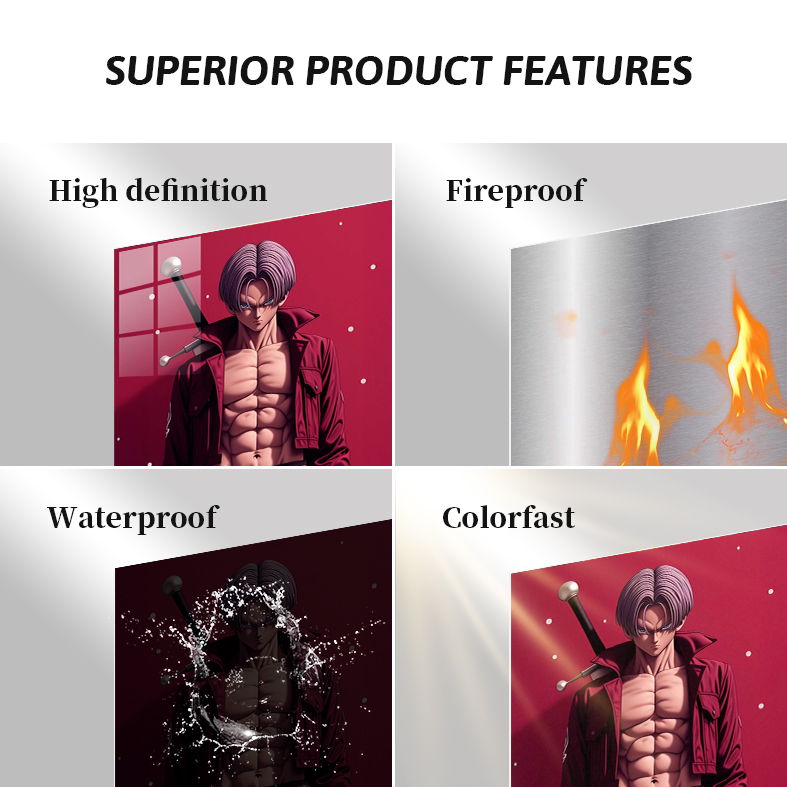 SUPERIOR PRODUCT FEATURES
High definition
Fireproof
Waterproof
Colorfast